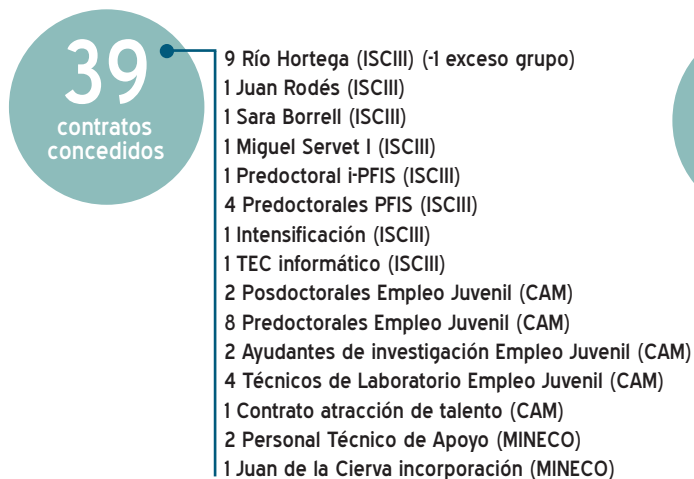 39
contratos
concedidos
9 Río Hortega (ISCIII) (-1 exceso grupo)
1 Juan Rodés (ISCIII)
1 Sara Borrell (ISCIII)
1 Miguel Servet I (ISCIII)
1 Predoctoral i-PFIS (ISCIII)
4 Predoctorales PFIS (ISCIII)
1 Intensificación (ISCIII)
1 TEC informático (ISCIII)
2 Posdoctorales Empleo Juvenil (CAM)
8 Predoctorales Empleo Juvenil (CAM)
2 Ayudantes de investigación Empleo Juvenil (CAM)
4 Técnicos de Laboratorio Empleo Juvenil (CAM)
1 Contrato atracción de talento (CAM)
2 Personal Técnico de Apoyo (MINECO)
1 Juan de la Cierva incorporación (MINECO)